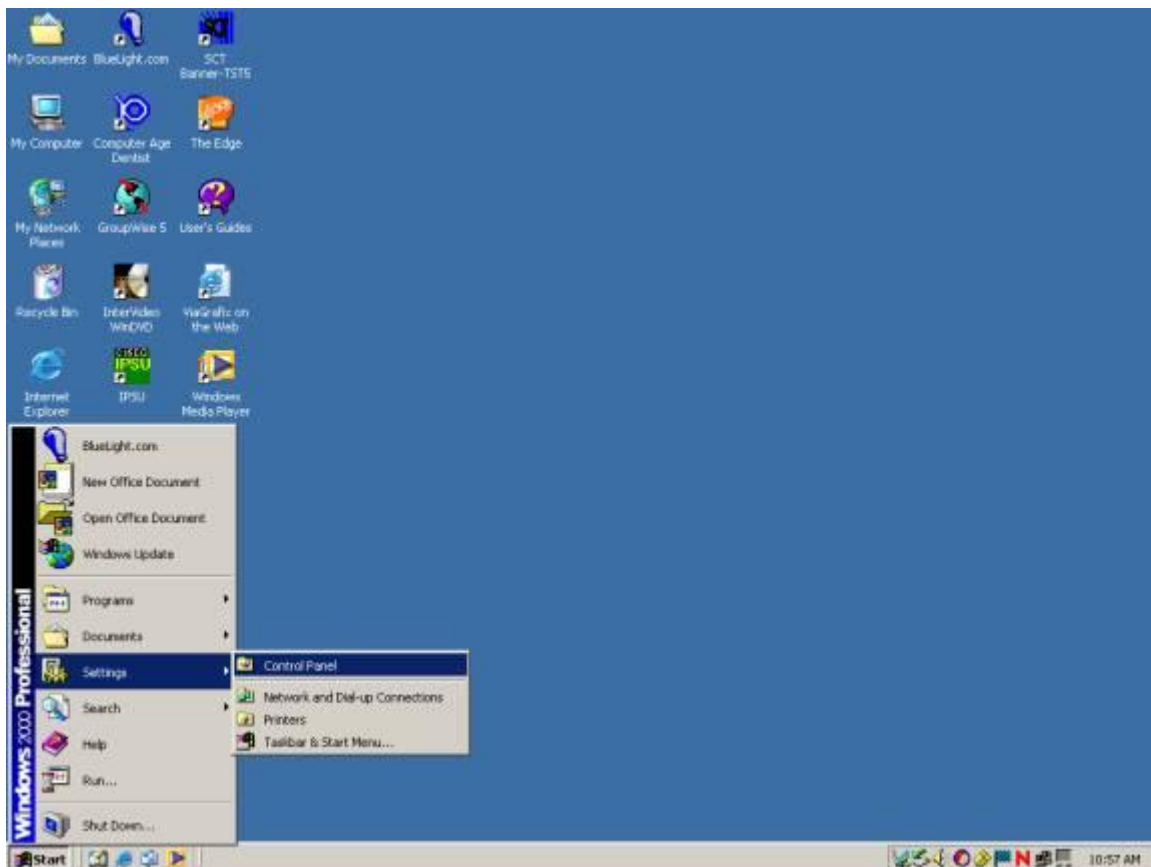 My Documents
BlueLight.com
SCT
Banner-TST5
My Computer
Computer Age
Dentist
The Edge
My Network
Places
GroupWise 5
User's Guides
Recycle Bin
InterVideo
WinDVD
ViaGrafix on
the Web
Internet
Explorer
CISCO
IPSU
IPSU
Windows
Media Player
BlueLight.com
New Office Document
Open Office Document
Windows Update
Programs
Documents
Settings
Search
Help
Run...
Shut Down...
Windows 2000 Professional
Control Panel
Network and Dial-up Connections
Printers
Taskbar & Start Menu...
Start
N
10:57 AM